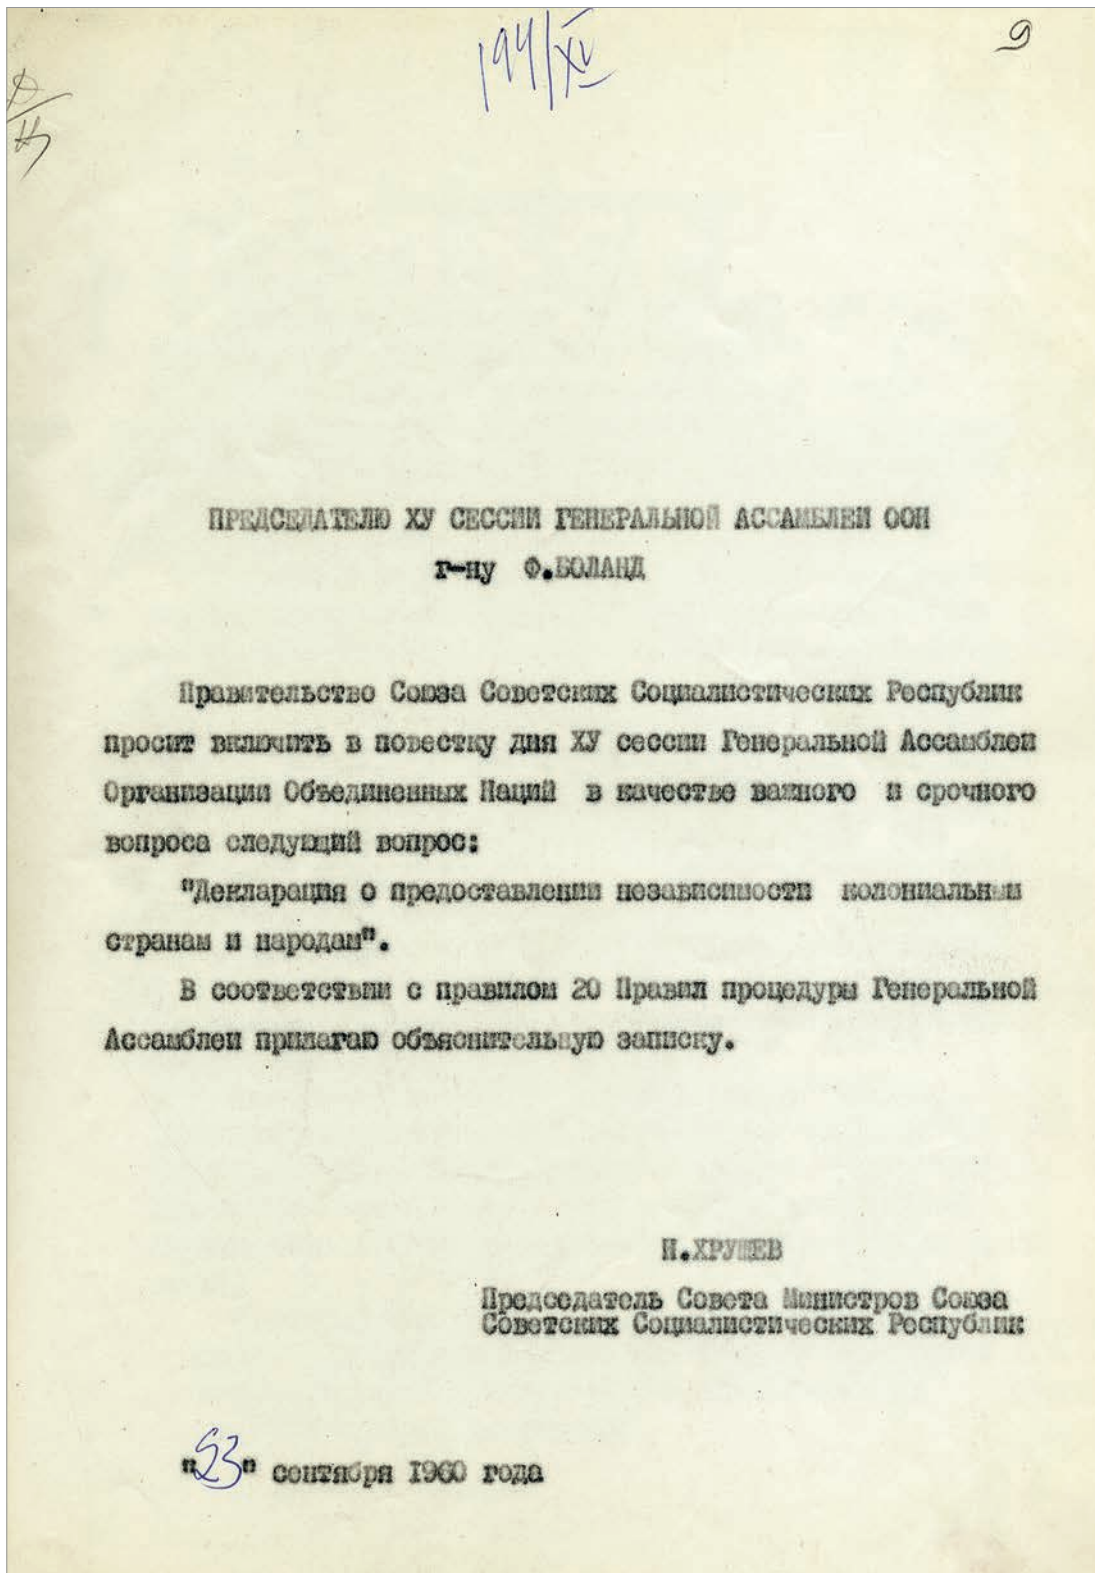 194/XV
9
ПРЕДСЕДАТЕЛЮ ХУ СЕССИИ ГЕНЕРАЛЬНОЙ АССАМБЛЕИ ООН
г-ну Ф.БОЛАНД
Правительство Союза Советских Социалистических Республик
просит включить в повестку дня ХУ сессии Генеральной Ассамблеи
Организации Объединенных Наций в качестве важного и срочного
вопроса следующий вопрос:
"Декларация о предоставлении независимости колониальным
странам и народам".
В соответствии с правилом 20 Правил процедуры Генеральной
Ассамблеи прилагаю объяснительную записку.
Н.ХРУЩЕВ
Председатель Совета Министров Союза
Советских Социалистических Республик
"23" сентября 1960 года